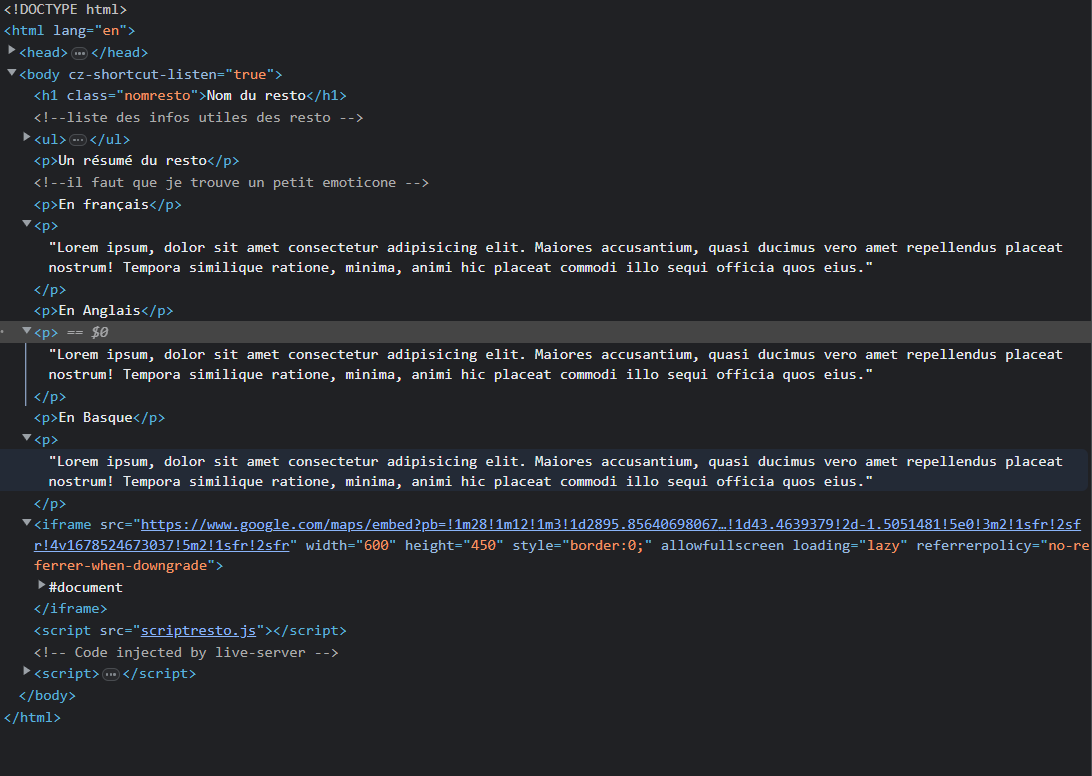 <!DOCTYPE html>
<html lang="en">
<head>…</head>
<body cz-shortcut-listen="true">
<h1 class="nomresto">Nom du resto</h1>
<!--liste des infos utiles des resto -->
<ul>…</ul>
<p>Un résumé du resto</p>
<!--il faut que je trouve un petit emoticone -->
<p>En français</p>
<p>
"Lorem ipsum, dolor sit amet consectetur adipisicing elit. Maiores accusantium, quasi ducimus vero amet repellendus placeat
nostrum! Tempora similique ratione, minima, animi hic placeat commodi illo sequi officia quos eius."
</p>
<p>En Anglais</p>
<p> == $0
"Lorem ipsum, dolor sit amet consectetur adipisicing elit. Maiores accusantium, quasi ducimus vero amet repellendus placeat
nostrum! Tempora similique ratione, minima, animi hic placeat commodi illo sequi officia quos eius."
</p>
<p>En Basque</p>
<p>
"Lorem ipsum, dolor sit amet consectetur adipisicing elit. Maiores accusantium, quasi ducimus vero amet repellendus placeat
nostrum! Tempora similique ratione, minima, animi hic placeat commodi illo sequi officia quos eius."
</p>
<iframe src="https://www.google.com/maps/embed?pb=!1m28!1m12!1m3!1d2895.85640698067…!1d43.4639379!2d-1.5051481!5e0!3m2!1sfr!2sf
r!4v1678524673037!5m2!1sfr!2sfr" width="600" height="450" style="border:0;" allowfullscreen loading="lazy" referrerpolicy="no-re
ferrer-when-downgrade">
#document
</iframe>
<script src="scriptresto.js"></script>
<!-- Code injected by live-server -->
<script>…</script>
</body>
</html>